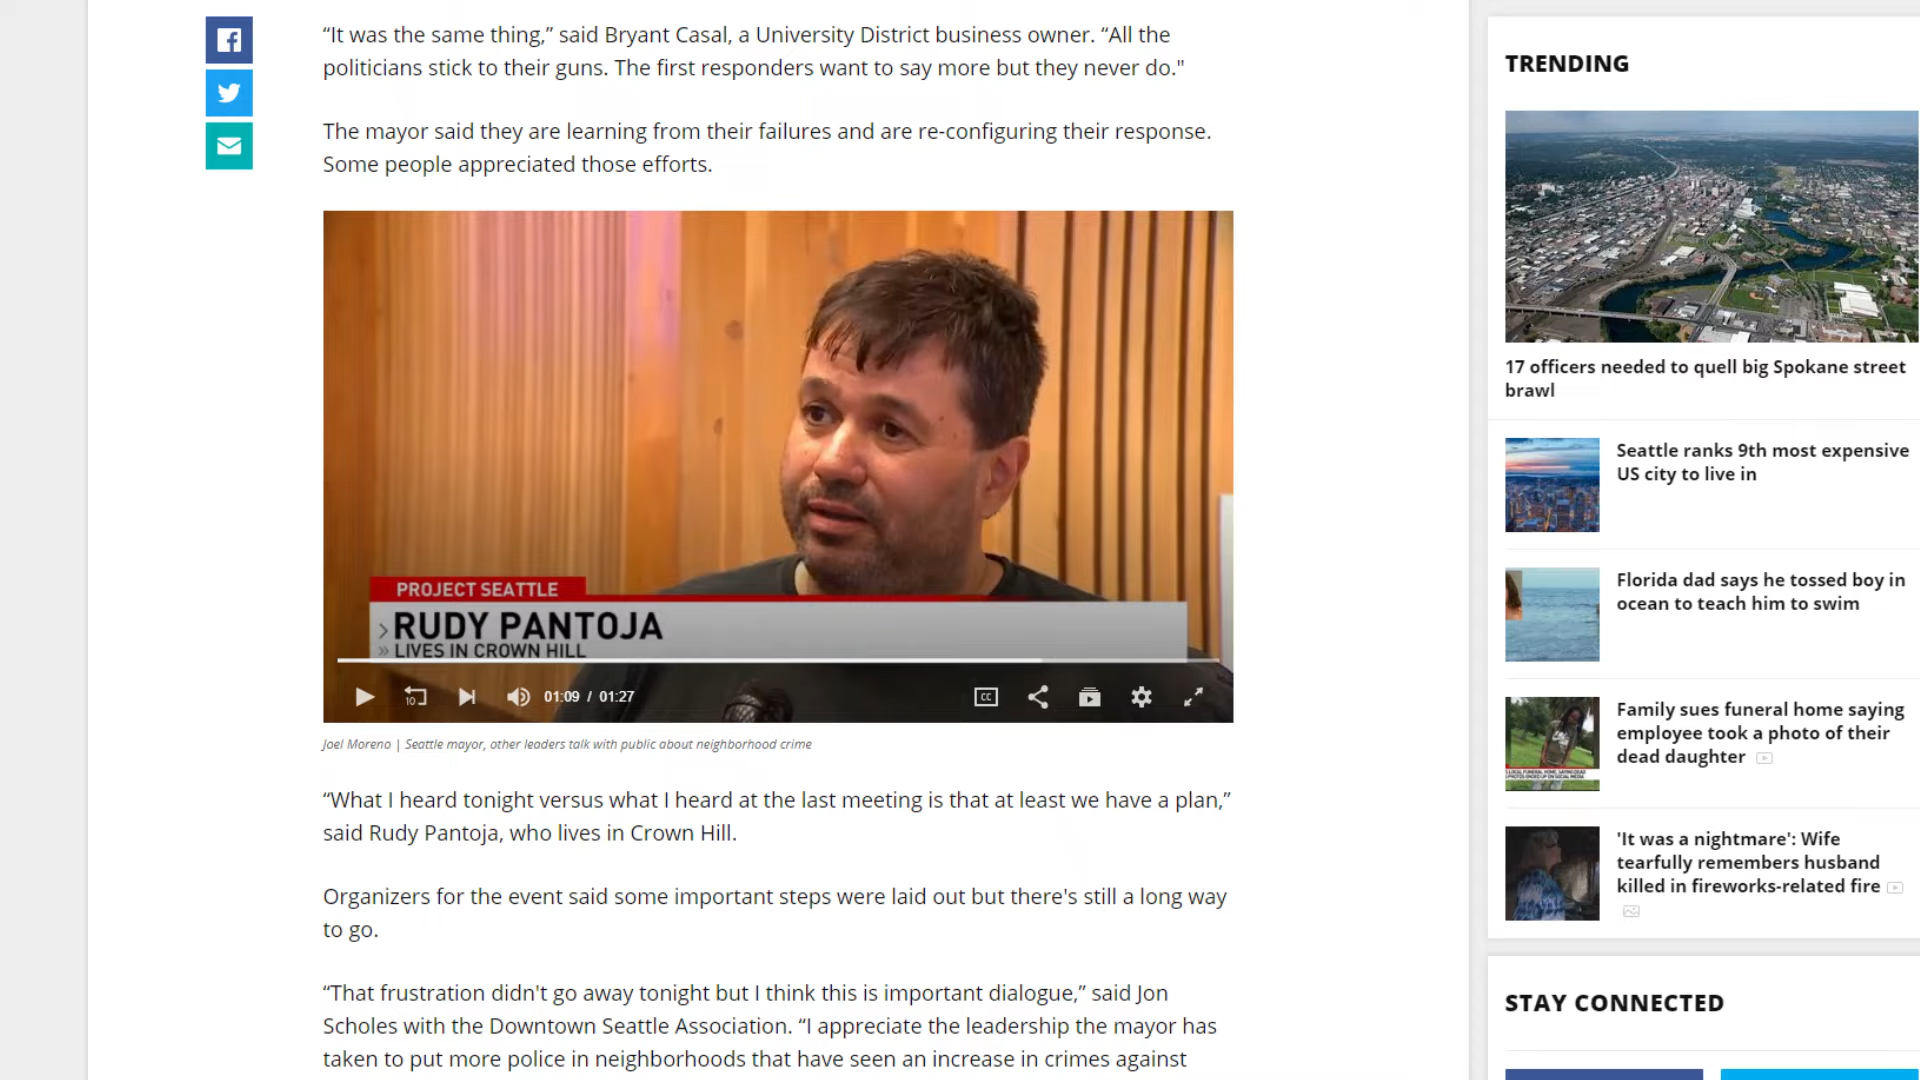 “It was the same thing,” said Bryant Casal, a University District business owner. “All the
politicians stick to their guns. The first responders want to say more but they never do."
The mayor said they are learning from their failures and are re-configuring their response.
Some people appreciated those efforts.
PROJECT SEATTLE
RUDY PANTOJA
LIVES IN CROWN HILL
10
01:09 / 01:27
CC
Joel Moreno | Seattle mayor, other leaders talk with public about neighborhood crime
“What I heard tonight versus what I heard at the last meeting is that at least we have a plan,”
said Rudy Pantoja, who lives in Crown Hill.
Organizers for the event said some important steps were laid out but there's still a long way
to go.
“That frustration didn't go away tonight but I think this is important dialogue,” said Jon
Scholes with the Downtown Seattle Association. “I appreciate the leadership the mayor has
taken to put more police in neighborhoods that have seen an increase in crimes against
TRENDING
17 officers needed to quell big Spokane street
brawl
Seattle ranks 9th most expensive
US city to live in
Florida dad says he tossed boy in
ocean to teach him to swim
Family sues funeral home saying
employee took a photo of their
dead daughter
'It was a nightmare': Wife
tearfully remembers husband
killed in fireworks-related fire
STAY CONNECTED